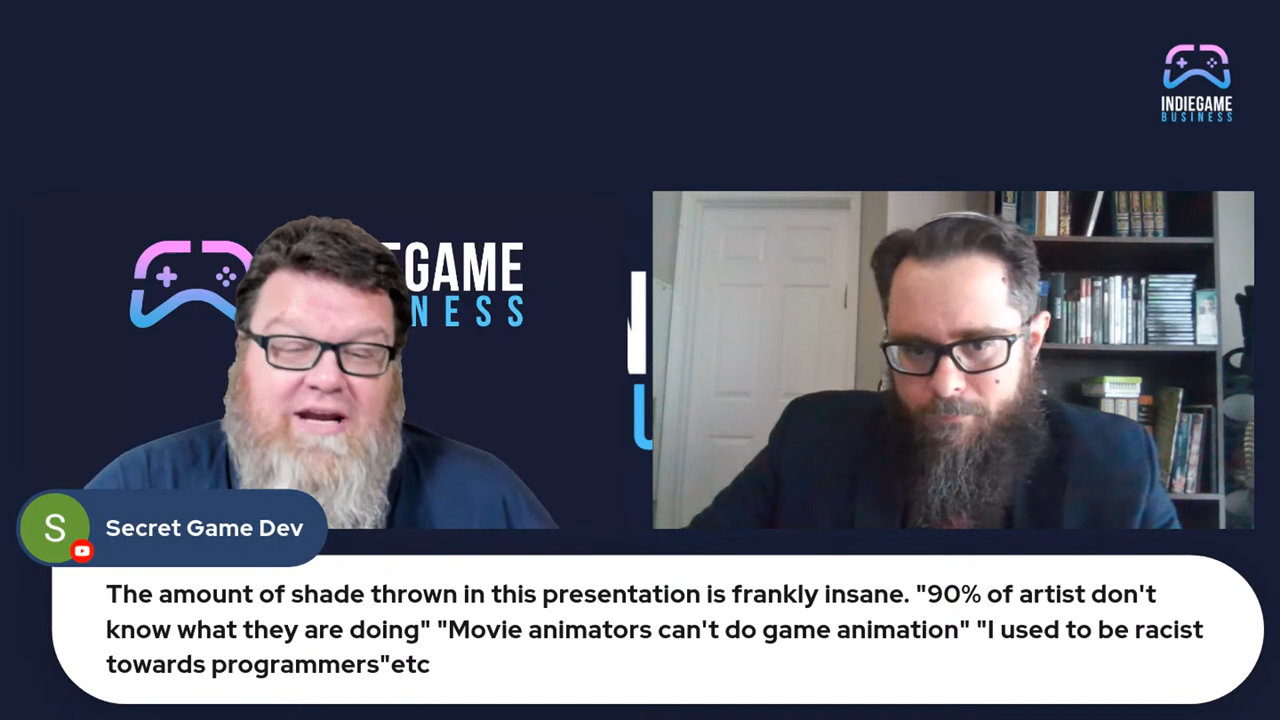 INDIEGAME
BUSINESS
EGAME
NESS
S
Secret Game Dev
The amount of shade thrown in this presentation is frankly insane. "90% of artist don't
know what they are doing" "Movie animators can't do game animation" "I used to be racist
towards programmers"etc